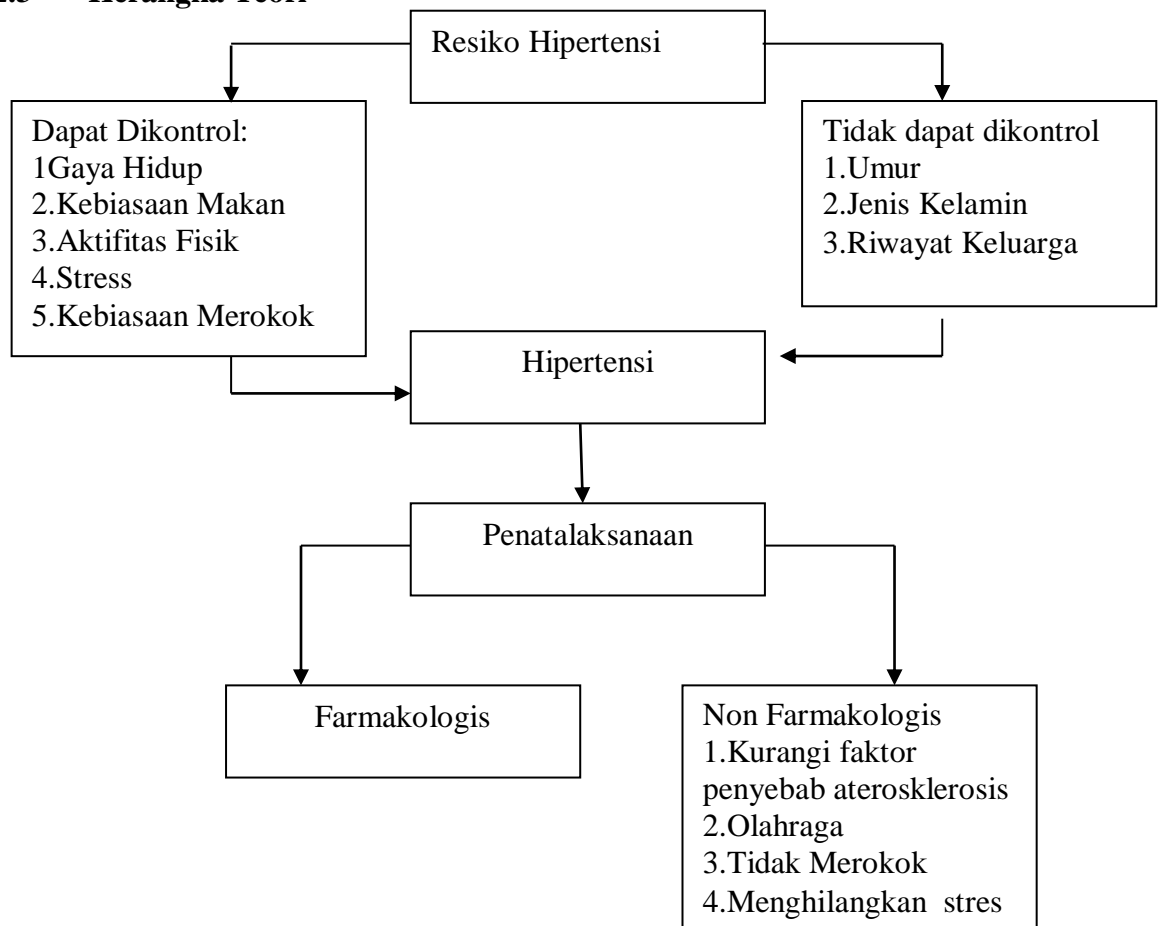 Kerangka Teori
Resiko Hipertensi
Dapat Dikontrol:
1Gaya Hidup
2.Kebiasaan Makan
3.Aktifitas Fisik
4.Stress
5.Kebiasaan Merokok
Tidak dapat dikontrol
1.Umur
2.Jenis Kelamin
3.Riwayat Keluarga
Hipertensi
Penatalaksanaan
Farmakologis
Non Farmakologis
1.Kurangi faktor
penyebab aterosklerosis
2.Olahraga
3.Tidak Merokok
4.Menghilangkan stres